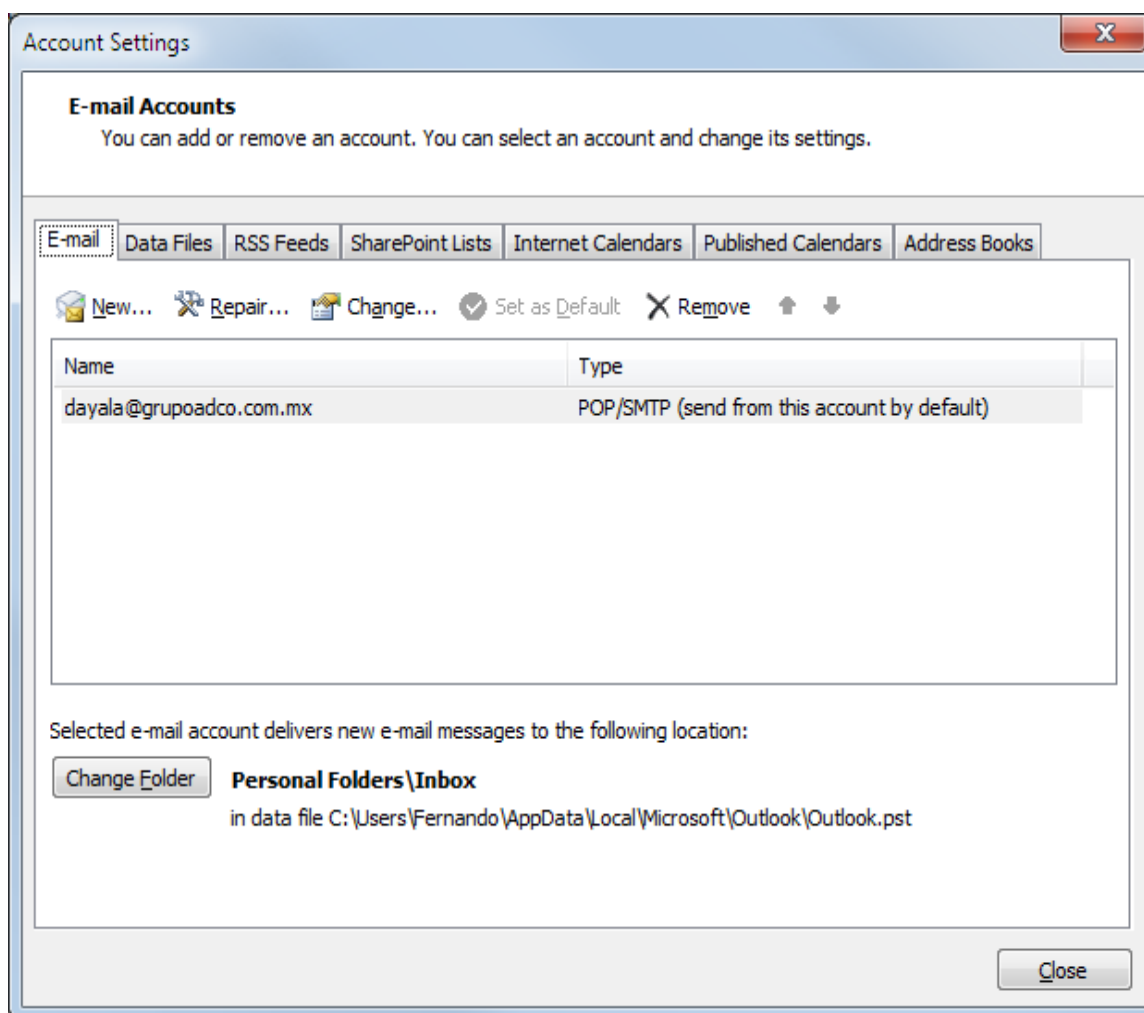 Account Settings
E-mail Accounts
You can add or remove an account. You can select an account and change its settings.
E-mail Data Files RSS Feeds SharePoint Lists Internet Calendars Published Calendars Address Books
New... Repair... Change... Set as Default Remove
Name Type
dayala@grupoadco.com.mx POP/SMTP (send from this account by default)
Selected e-mail account delivers new e-mail messages to the following location:
Change Folder Personal Folders\Inbox
in data file C:\Users\Fernando\AppData\Local\Microsoft\Outlook\Outlook.pst
Close